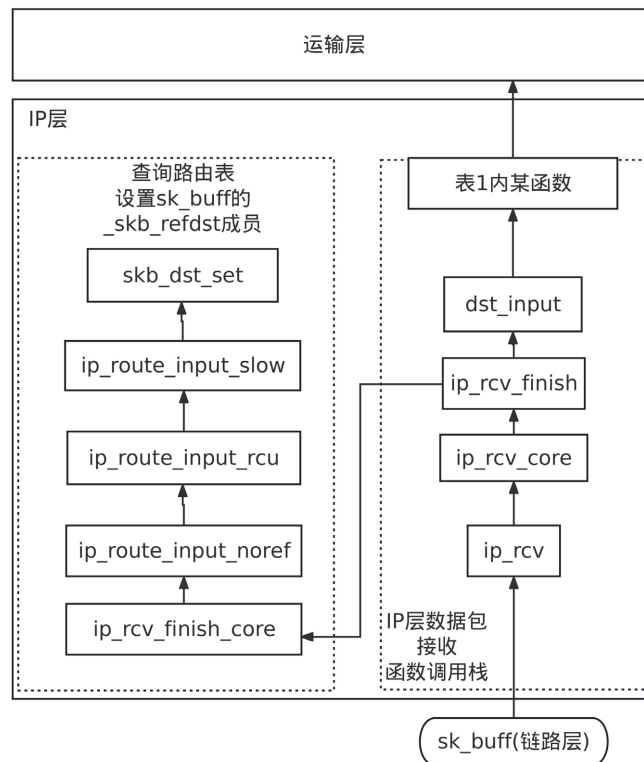 运输层
IP层
查询路由表
设置sk_buff的
_skb_refdst成员
skb_dst_set
ip_route_input_slow
ip_route_input_rcu
ip_route_input_noref
ip_rcv_finish_core
表1内某函数
dst_input
ip_rcv_finish
ip_rcv_core
ip_rcv
IP层数据包
接收
函数调用栈
sk_buff(链路层)